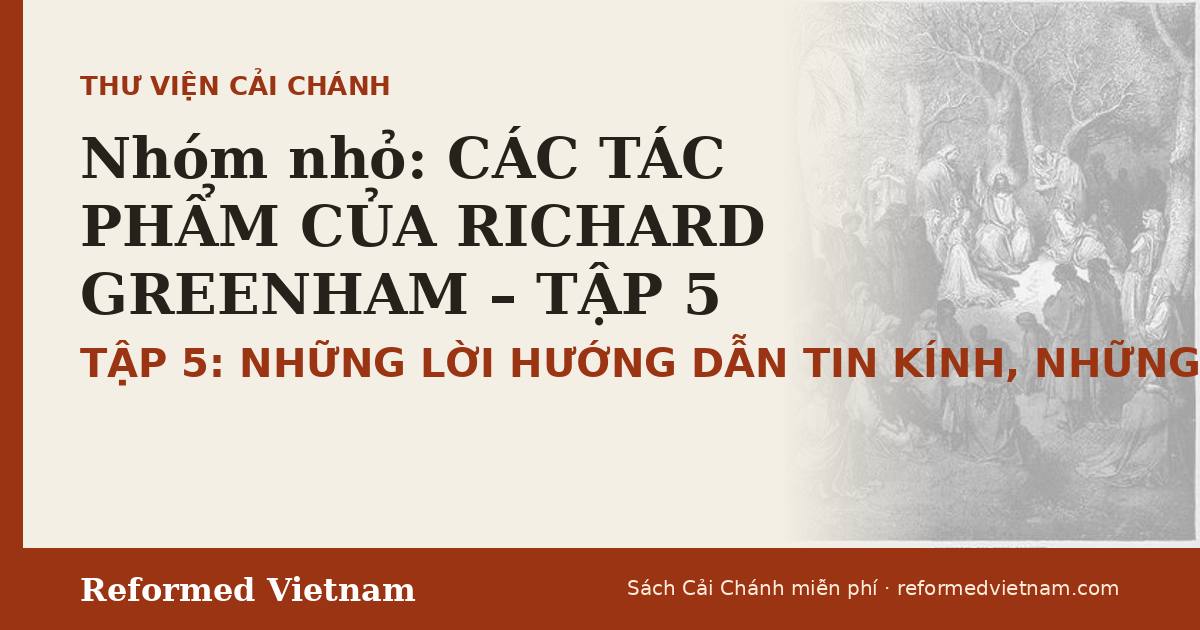 THƯ VIỆN CẢI CHÁNH
Nhóm nhỏ: CÁC TÁC
PHẨM CỦA RICHARD
GREENHAM – TẬP 5
TẬP 5: NHỮNG LỜI HƯỚNG DẪN TIN KÍNH, NHỮNG
Reformed Vietnam
Sách Cải Chánh miễn phí · reformedvietnam.com